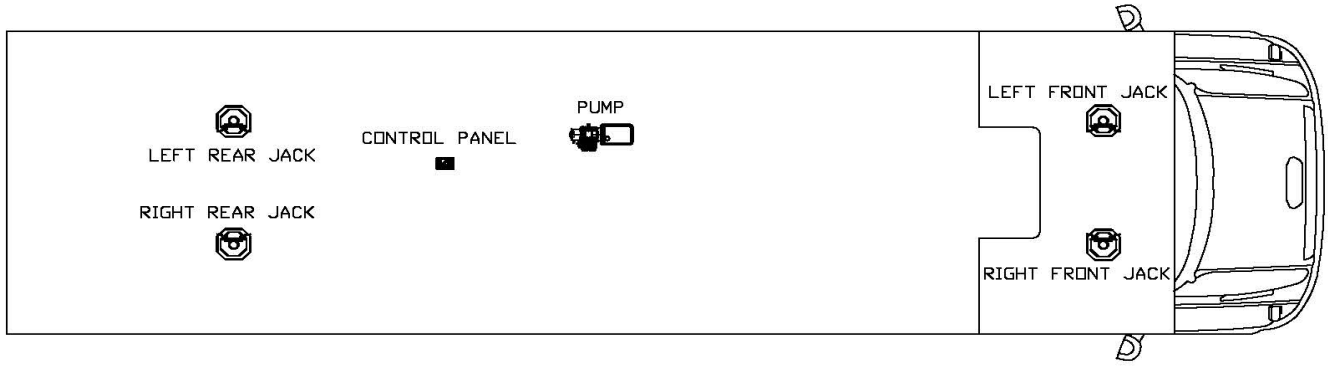 LEFT FRONT JACK
PUMP
CONTROL PANEL
LEFT REAR JACK
RIGHT REAR JACK
RIGHT FRONT JACK